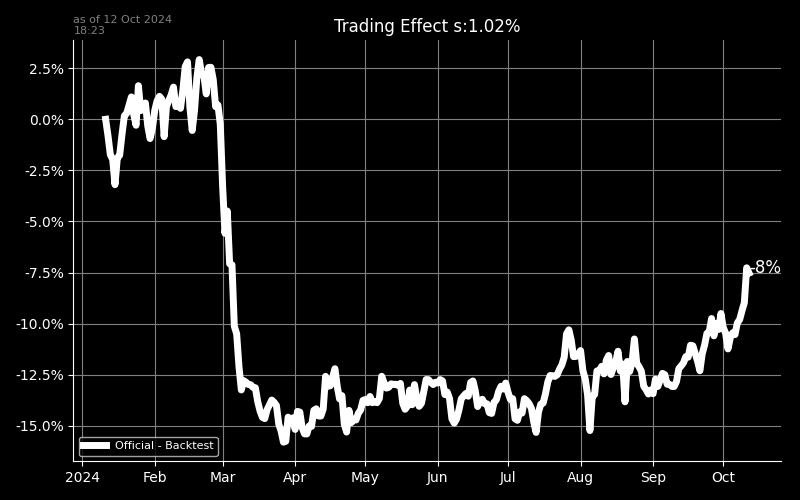 as of 12 Oct 2024
18:23
Trading Effect s:1.02%
2.5%
0.0%
-2.5%
-5.0%
-7.5%
-10.0%
-12.5%
-15.0%
-8%
Official - Backtest
2024 Feb Mar Apr May Jun Jul Aug Sep Oct